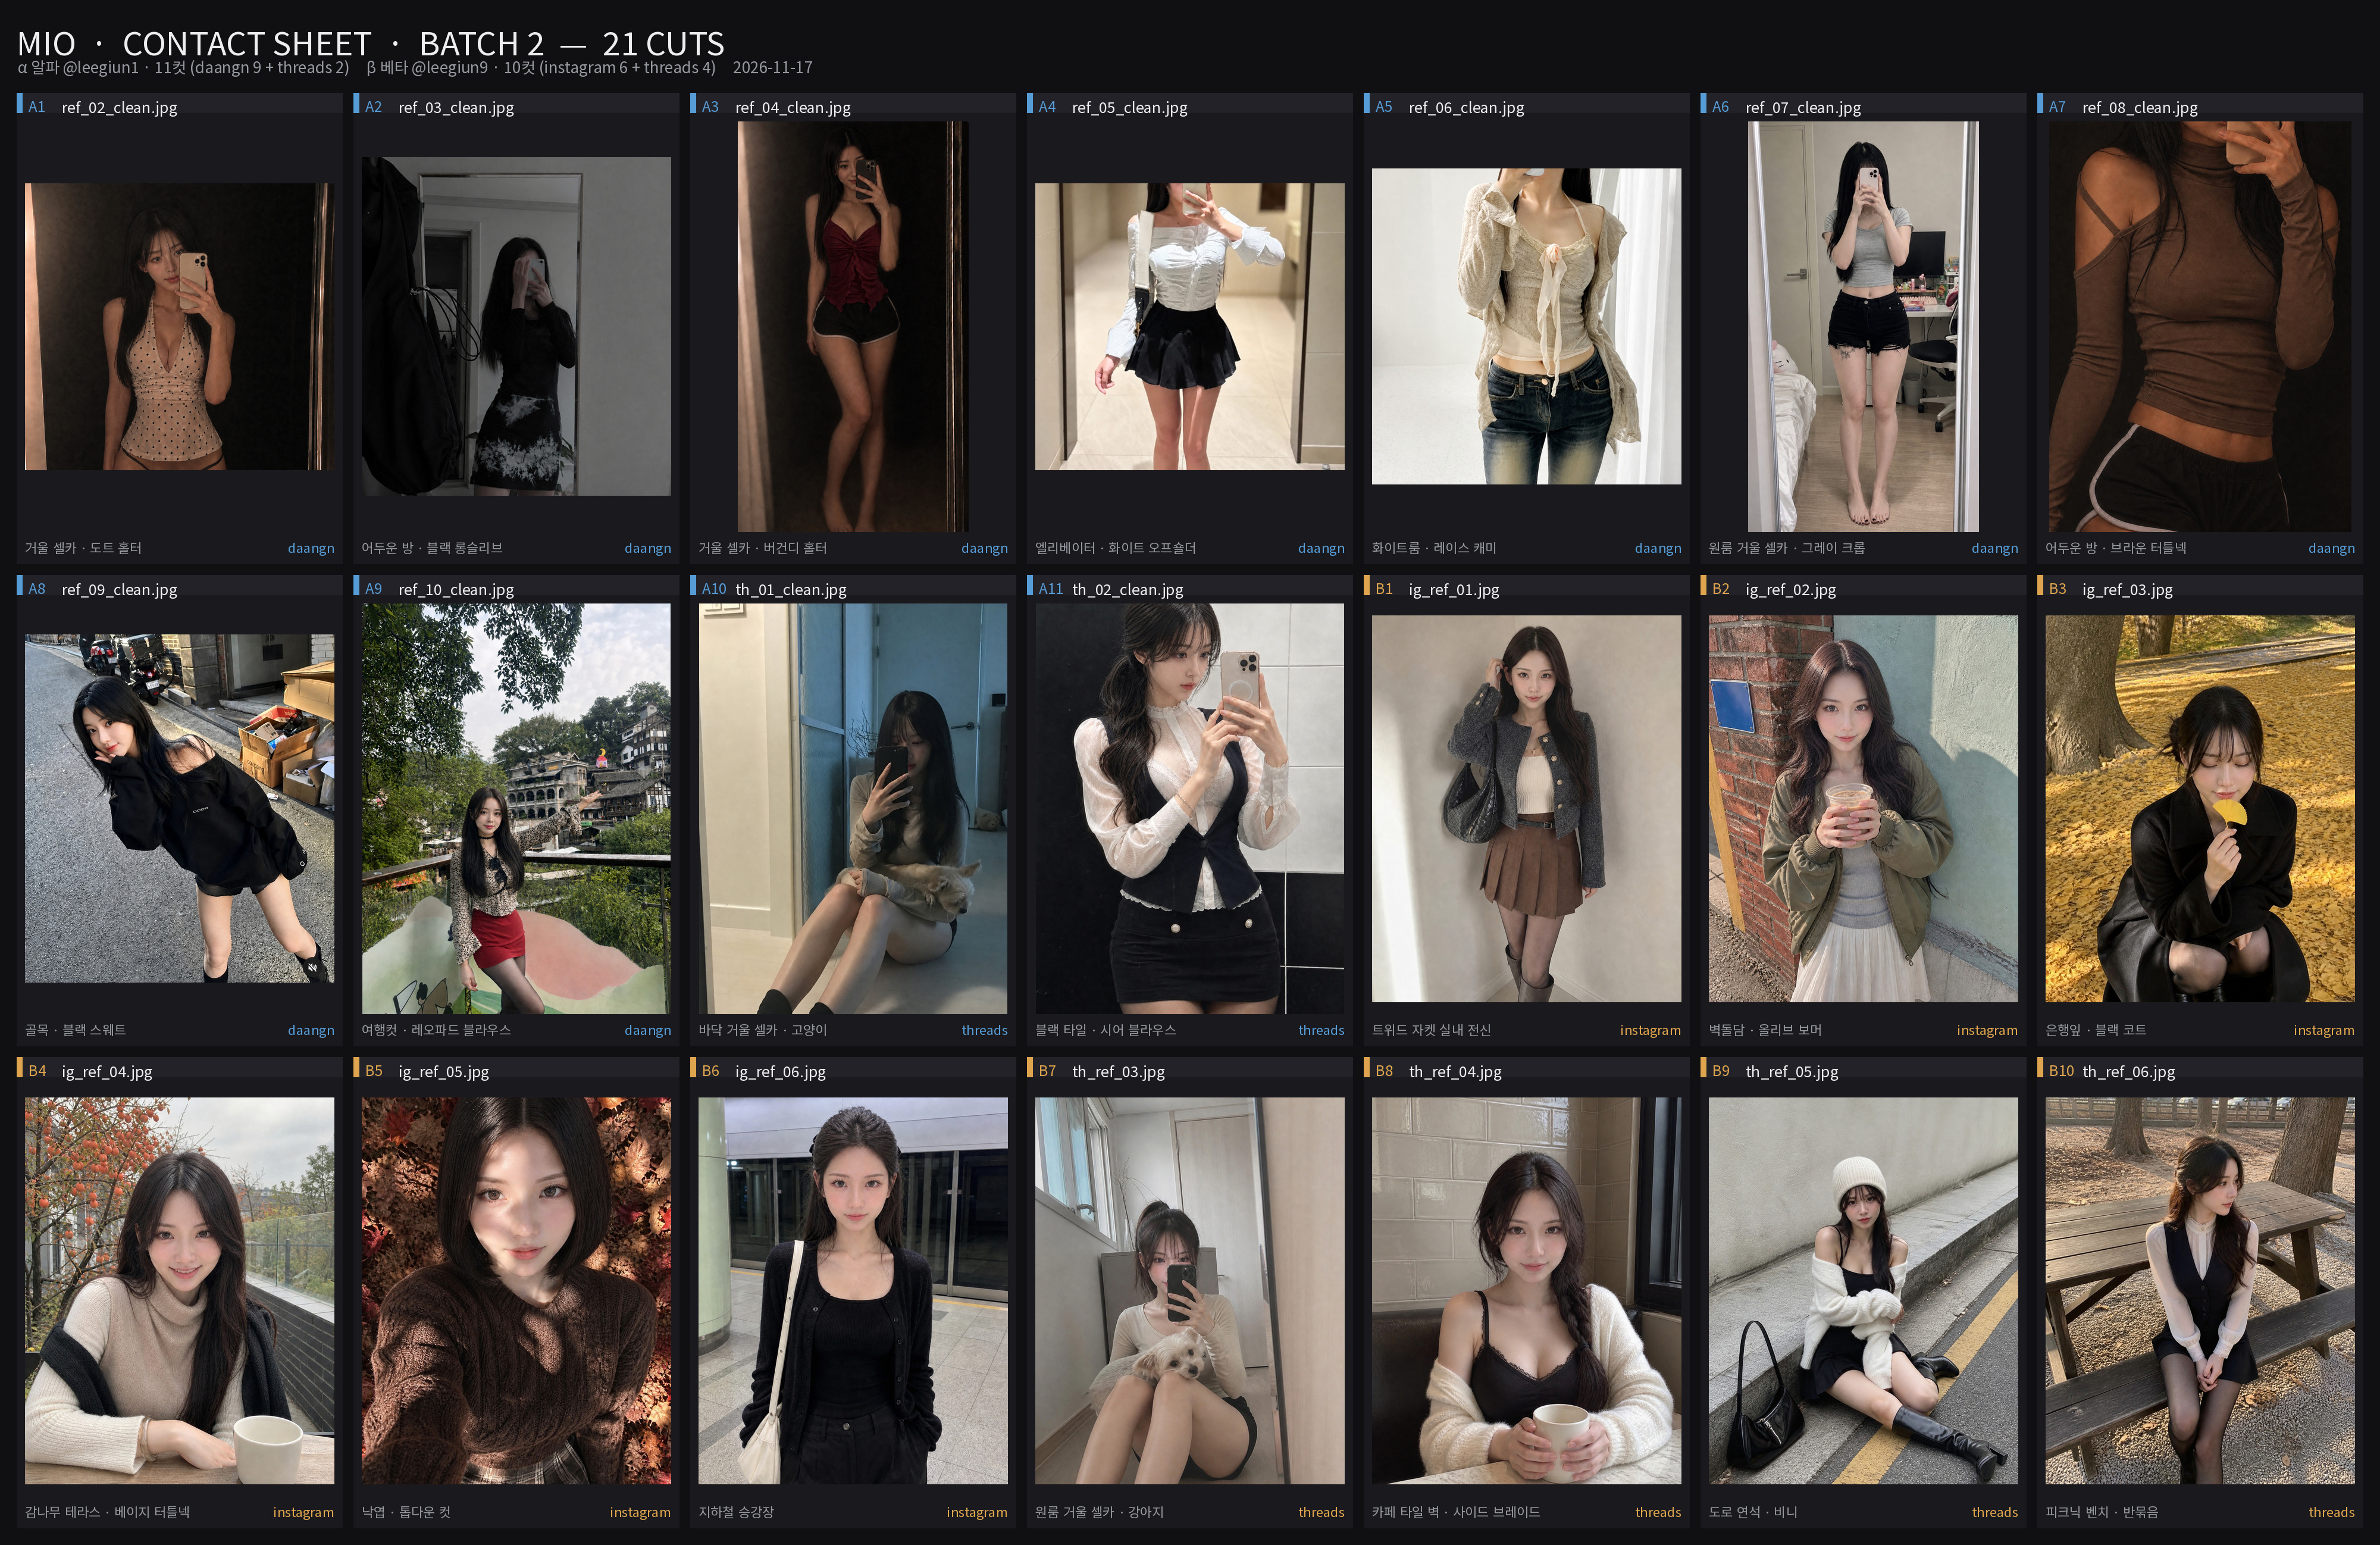 MIO · CONTACT SHEET · BATCH 2 — 21 CUTS
α 알파 @leegiun1 · 11컷 (daangn 9 + threads 2) β 베타 @leegiun9 · 10컷 (instagram 6 + threads 4) 2026-11-17
A1 ref_02_clean.jpg
거울 셀카 · 도트 홀터 daangn
A2 ref_03_clean.jpg
어두운 방 · 블랙 롱슬리브 daangn
A3 ref_04_clean.jpg
거울 셀카 · 버건디 홀터 daangn
A4 ref_05_clean.jpg
엘리베이터 · 화이트 오프숄더 daangn
A5 ref_06_clean.jpg
화이트룸 · 레이스 캐미 daangn
A6 ref_07_clean.jpg
원룸 거울 셀카 · 그레이 크롭 daangn
A7 ref_08_clean.jpg
어두운 방 · 브라운 터틀넥 daangn
A8 ref_09_clean.jpg
골목 · 블랙 스웨트 daangn
A9 ref_10_clean.jpg
여행컷 · 레오파드 블라우스 daangn
A10 th_01_clean.jpg
바닥 거울 셀카 · 고양이 threads
A11 th_02_clean.jpg
블랙 타일 · 시어 블라우스 threads
B1 ig_ref_01.jpg
트위드 자켓 실내 전신 instagram
B2 ig_ref_02.jpg
벽돌담 · 올리브 보머 instagram
B3 ig_ref_03.jpg
은행잎 · 블랙 코트 instagram
B4 ig_ref_04.jpg
감나무 테라스 · 베이지 터틀넥 instagram
B5 ig_ref_05.jpg
낙엽 · 톱다운 컷 instagram
B6 ig_ref_06.jpg
지하철 승강장 instagram
B7 th_ref_03.jpg
원룸 거울 셀카 · 강아지 threads
B8 th_ref_04.jpg
카페 타일 벽 · 사이드 브레이드 threads
B9 th_ref_05.jpg
도로 연석 · 비니 threads
B10 th_ref_06.jpg
피크닉 벤치 · 반묶음 threads